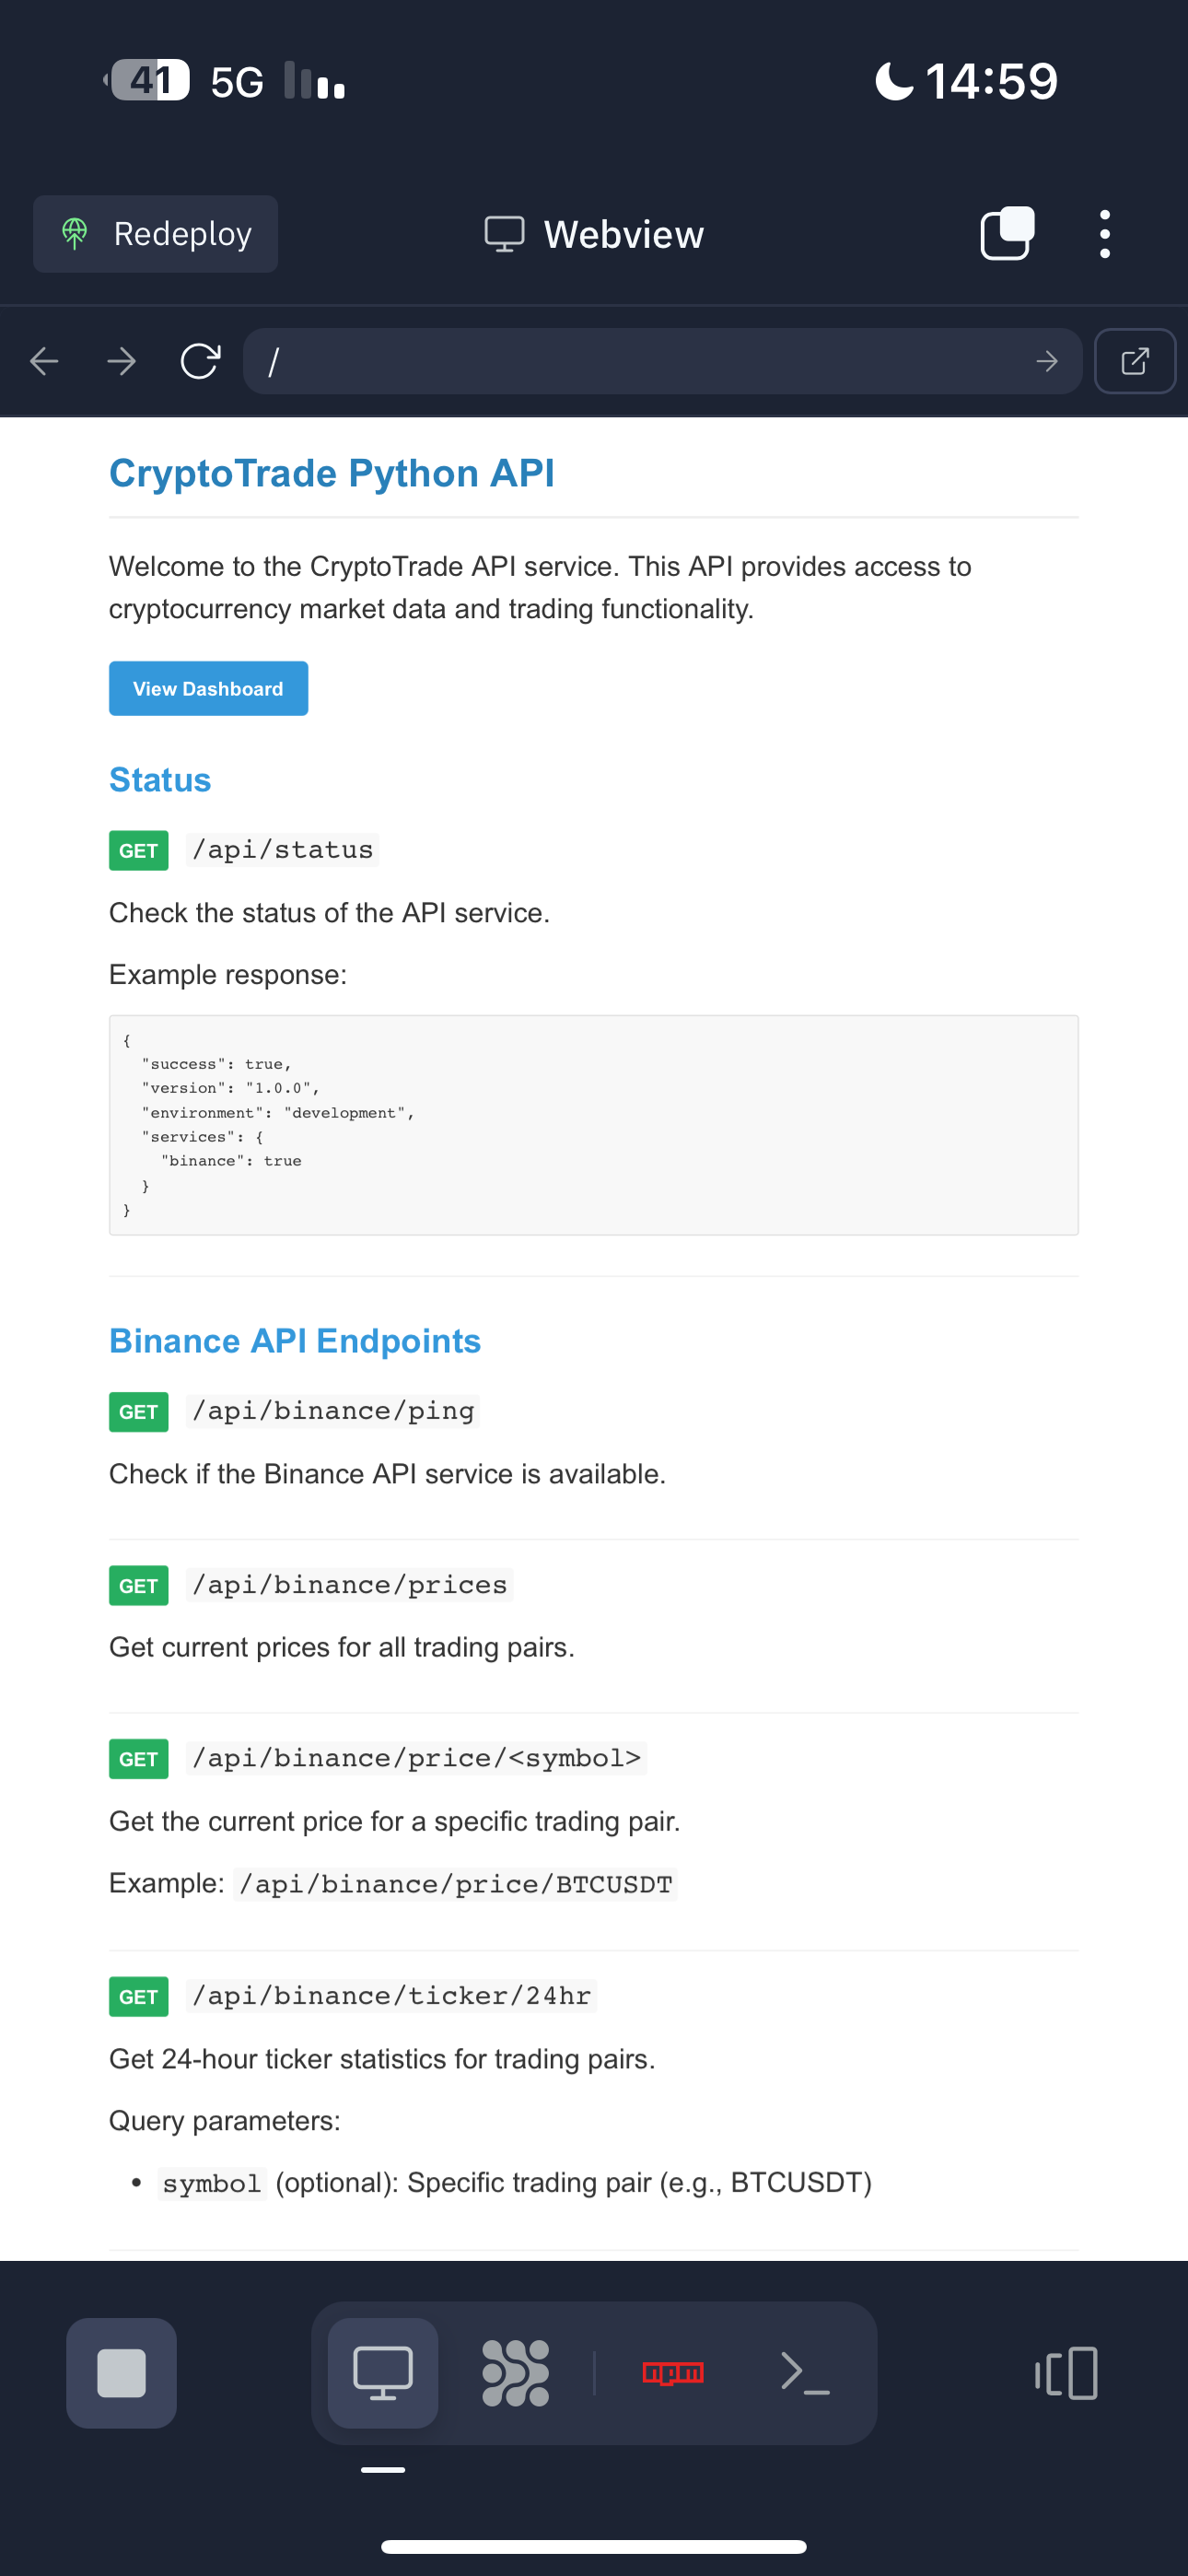 41 5G 14:59
Redeploy Webview
/
CryptoTrade Python API
Welcome to the CryptoTrade API service. This API provides access to
cryptocurrency market data and trading functionality.
View Dashboard
Status
GET /api/status
Check the status of the API service.
Example response:
{
  "success": true,
  "version": "1.0.0",
  "environment": "development",
  "services": {
    "binance": true
  }
}
Binance API Endpoints
GET /api/binance/ping
Check if the Binance API service is available.
GET /api/binance/prices
Get current prices for all trading pairs.
GET /api/binance/price/<symbol>
Get the current price for a specific trading pair.
Example: /api/binance/price/BTCUSDT
GET /api/binance/ticker/24hr
Get 24-hour ticker statistics for trading pairs.
Query parameters:
• symbol (optional): Specific trading pair (e.g., BTCUSDT)
npm